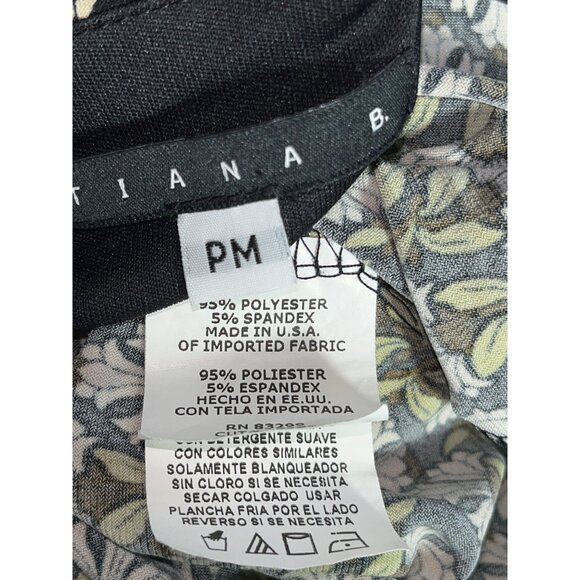 TIANA B.
PM
95% POLYESTER
5% SPANDEX
MADE IN U.S.A.
OF IMPORTED FABRIC
95% POLIESTER
5% ESPANDEX
HECHO EN EE.UU.
CON TELA IMPORTADA
RN
CON DETERGENTE SUAVE
CON COLORES SIMILARES
SOLAMENTE BLANQUEADOR
SIN CLORO SI SE NECESITA
SECAR COLGADO USAR
PLANCHA FRIA POR EL LADO
REVERSO SI SE NECESITA